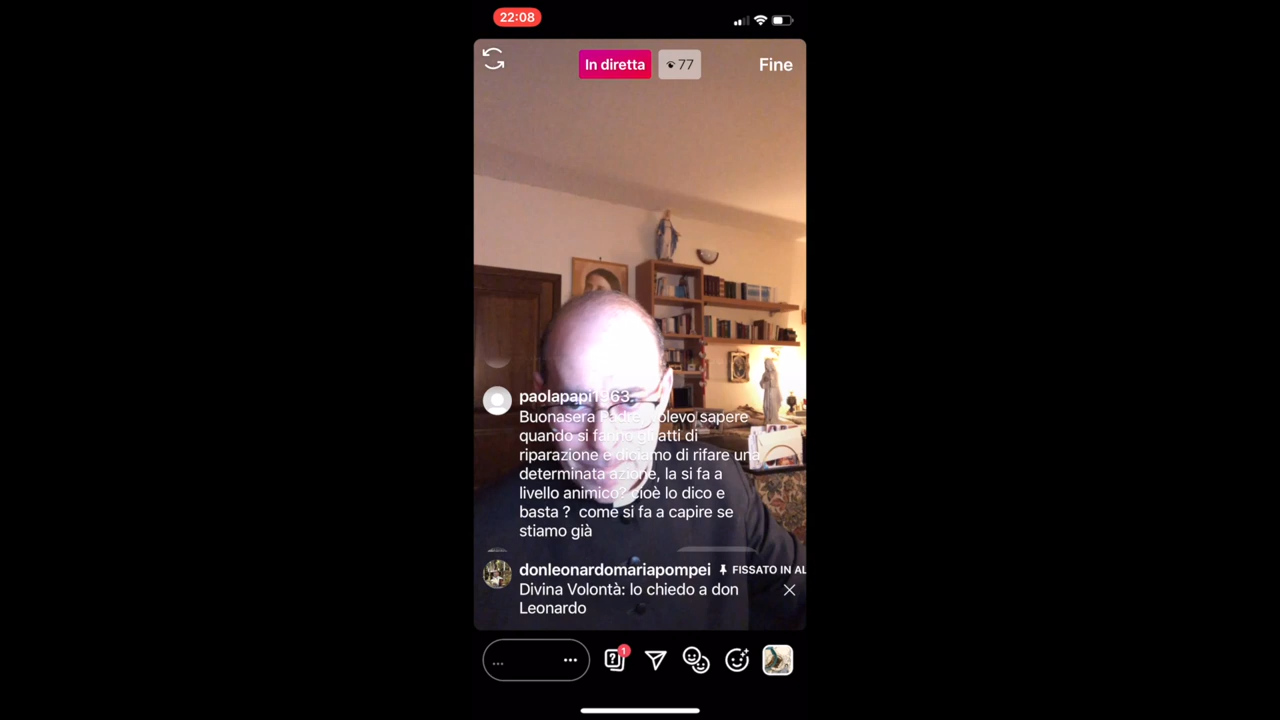 22:08
In diretta
77
Fine
paolapapi1963
Buonasera Padre volevo sapere
quando si fanno gli atti di
riparazione e diciamo di rifare una
determinata azione, la si fa a
livello animico? cioè lo dico e
basta ? come si fa a capire se
stiamo già
donleonardomariapompei FISSATO IN AL
Divina Volontà: lo chiedo a don
Leonardo
...
1